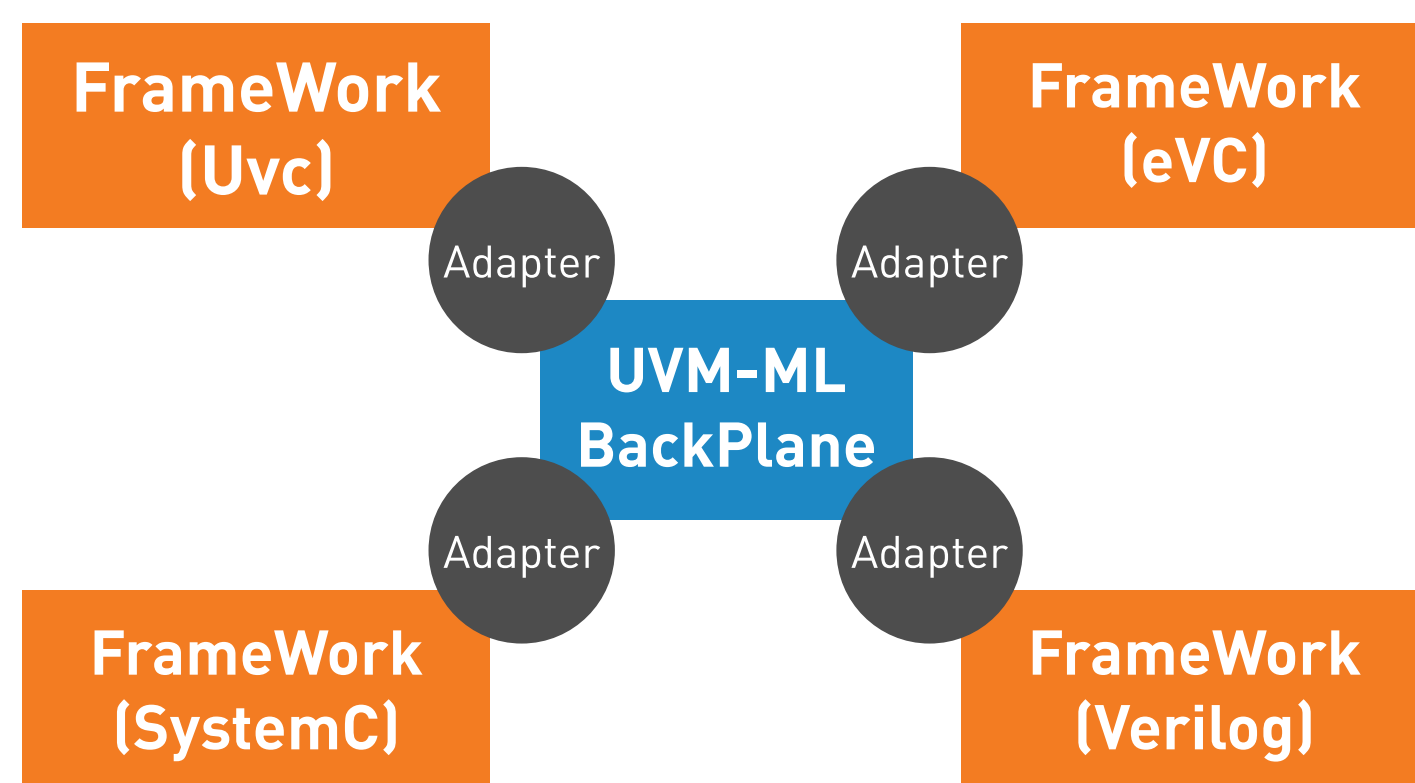 FrameWork
(Uvc)
FrameWork
(eVC)
Adapter
Adapter
UVM-ML
BackPlane
Adapter
Adapter
FrameWork
(SystemC)
FrameWork
(Verilog)